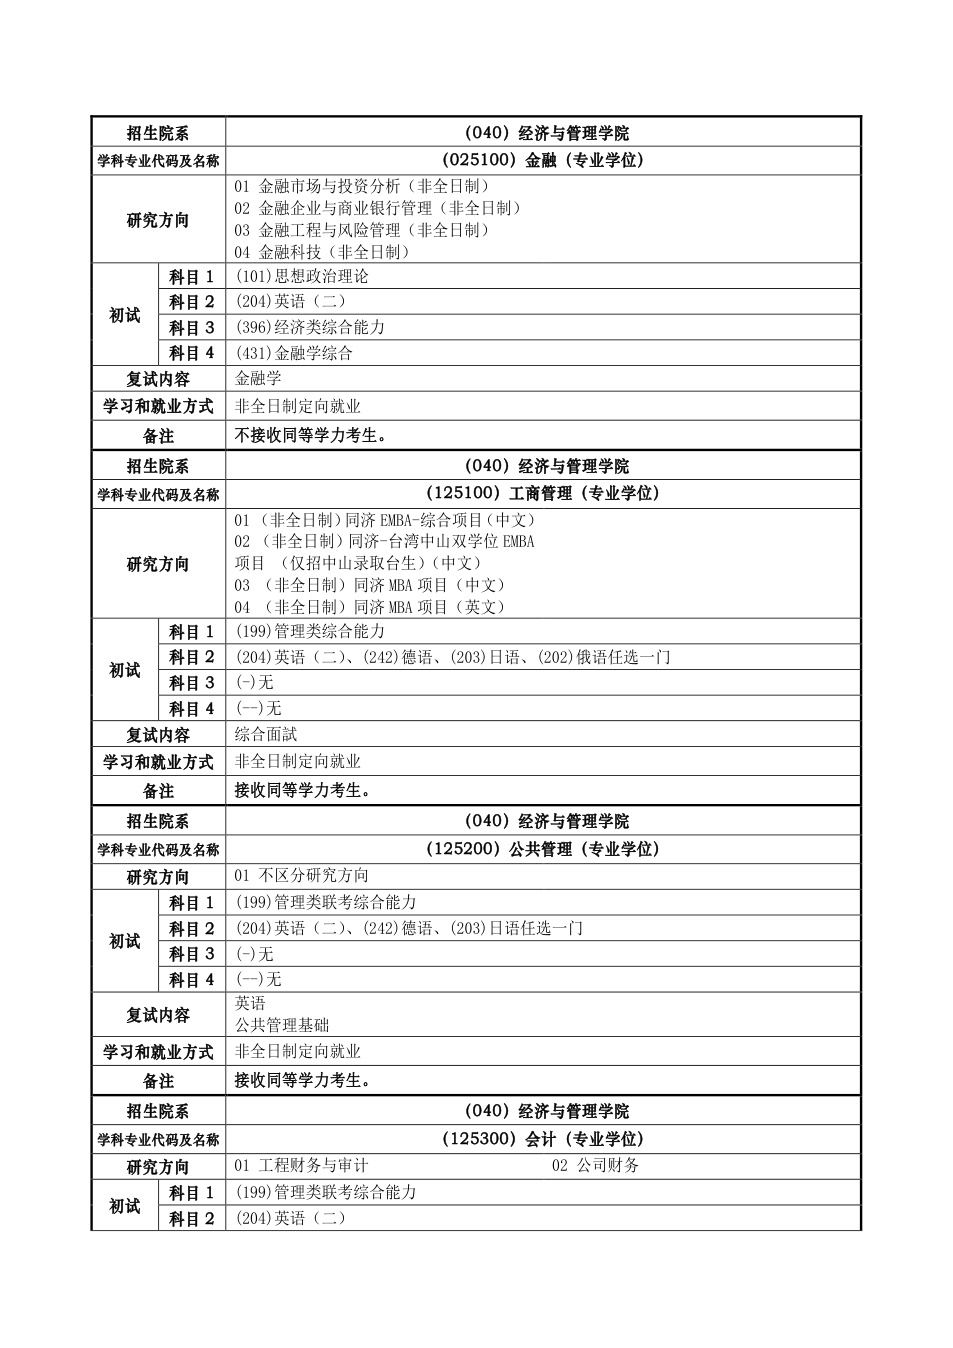 招生院系 （040）经济与管理学院
学科专业代码及名称 （025100）金融（专业学位）
研究方向
01 金融市场与投资分析（非全日制）
02 金融企业与商业银行管理（非全日制）
03 金融工程与风险管理（非全日制）
04 金融科技（非全日制）
初试
科目 1 (101)思想政治理论
科目 2 (204)英语（二）
科目 3 (396)经济类综合能力
科目 4 (431)金融学综合
复试内容 金融学
学习和就业方式 非全日制定向就业
备注 不接收同等学力考生。
招生院系 （040）经济与管理学院
学科专业代码及名称 （125100）工商管理（专业学位）
研究方向
01 （非全日制）同济 EMBA-综合项目（中文）
02 （非全日制）同济-台湾中山双学位 EMBA
项目 （仅招中山录取台生）（中文）
03 （非全日制）同济 MBA 项目（中文）
04 （非全日制）同济 MBA 项目（英文）
初试
科目 1 (199)管理类综合能力
科目 2 (204)英语（二）、(242)德语、(203)日语、(202)俄语任选一门
科目 3 (-)无
科目 4 (--)无
复试内容 综合面試
学习和就业方式 非全日制定向就业
备注 接收同等学力考生。
招生院系 （040）经济与管理学院
学科专业代码及名称 （125200）公共管理（专业学位）
研究方向 01 不区分研究方向
初试
科目 1 (199)管理类联考综合能力
科目 2 (204)英语（二）、(242)德语、(203)日语任选一门
科目 3 (-)无
科目 4 (--)无
复试内容
英语
公共管理基础
学习和就业方式 非全日制定向就业
备注 接收同等学力考生。
招生院系 （040）经济与管理学院
学科专业代码及名称 （125300）会计（专业学位）
研究方向 01 工程财务与审计 02 公司财务
初试
科目 1 (199)管理类联考综合能力
科目 2 (204)英语（二）